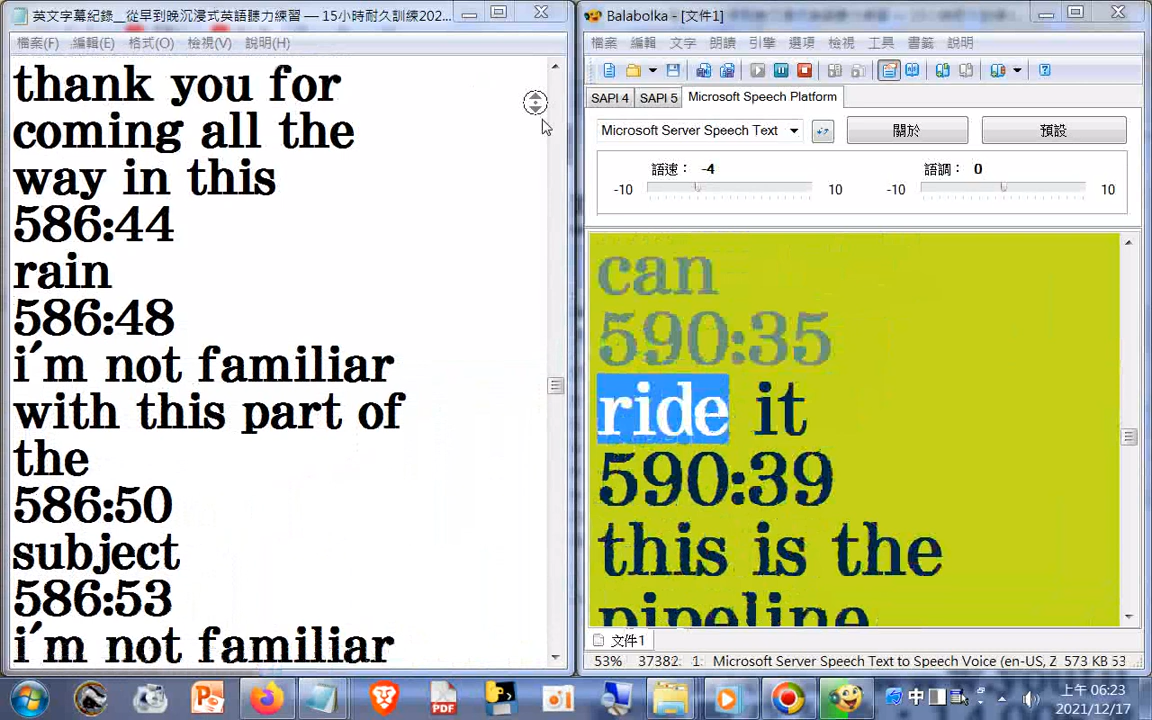 英文字幕紀錄__從早到晚沉浸式英語聽力練習 — 15小時耐久訓練202...
檔案(F) 編輯(E) 格式(O) 檢視(V) 說明(H)
thank you for
coming all the
way in this
586:44
rain
586:48
i´m not familiar
with this part of
the
586:50
subject
586:53
i´m not familiar
Balabolka - [文件1]
檔案 編輯 文字 朗讀 引擎 選項 檢視 工具 書籤 說明
SAPI 4 SAPI 5 Microsoft Speech Platform
Microsoft Server Speech Text 關於 預設
語速： -4 語調： 0
-10 10 -10 10
can
590:35
ride it
590:39
this is the
pipeline
文件1
53% 37382: 1: Microsoft Server Speech Text to Speech Voice (en-US, Z 573 KB 53
PDF 中 上午 06:23
2021/12/17